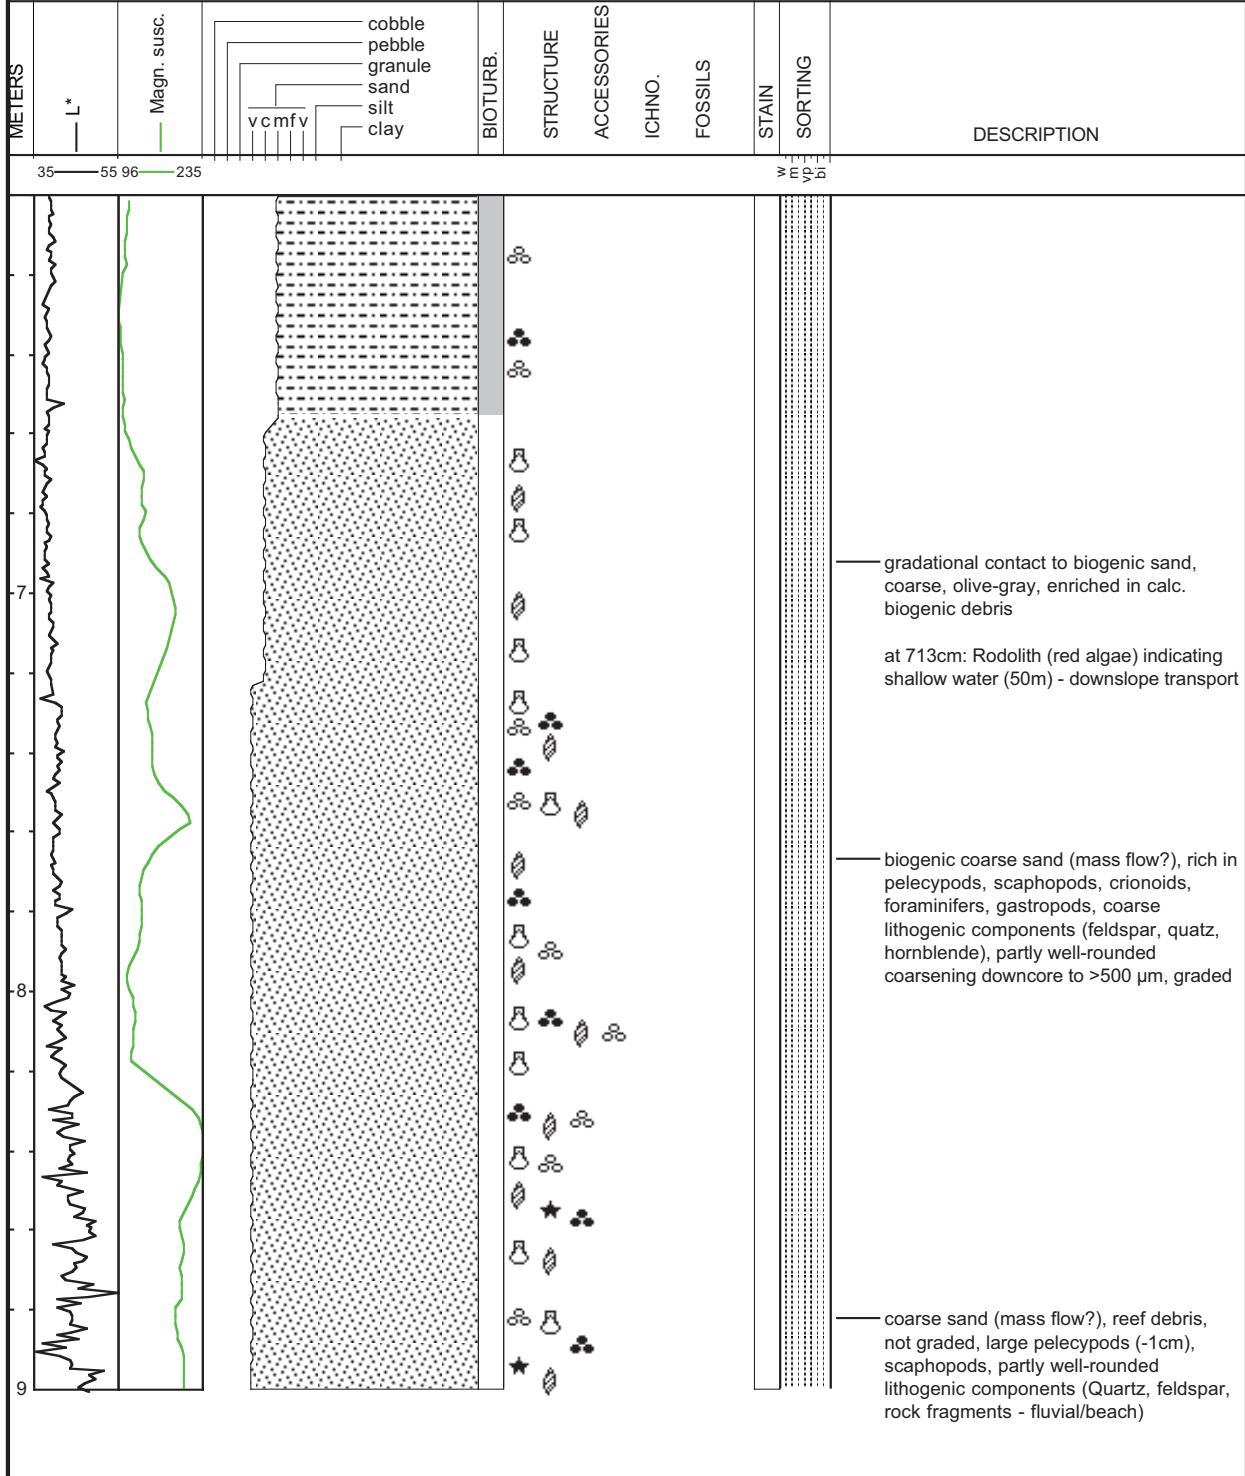 METERS
L*
Magn. susc.
cobble
pebble
granule
sand
silt
clay
v c m f v
BIOTURB.
STRUCTURE
ACCESSORIES
ICHNO.
FOSSILS
STAIN
SORTING
DESCRIPTION
35 55 96 235
w
m
vp
bi
7
8
9
gradational contact to biogenic sand,
coarse, olive-gray, enriched in calc.
biogenic debris
at 713cm: Rodolith (red algae) indicating
shallow water (50m) - downslope transport
biogenic coarse sand (mass flow?), rich in
pelecypods, scaphopods, crionoids,
foraminifers, gastropods, coarse
lithogenic components (feldspar, quatz,
hornblende), partly well-rounded
coarsening downcore to >500 µm, graded
coarse sand (mass flow?), reef debris,
not graded, large pelecypods (-1cm),
scaphopods, partly well-rounded
lithogenic components (Quartz, feldspar,
rock fragments - fluvial/beach)